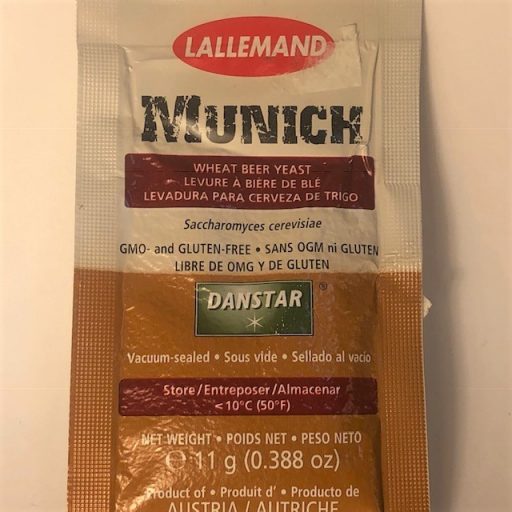 LALLEMAND
MUNICH
WHEAT BEER YEAST
LEVURE À BIÈRE DE BLÉ
LEVADURA PARA CERVEZA DE TRIGO
Saccharomyces cerevisiae
GMO- and GLUTEN-FREE • SANS OGM ni GLUTEN
LIBRE DE OMG Y DE GLUTEN
DANSTAR ®
Vacuum-sealed • Sous vide • Sellado al vacio
Store/Entreposer/Almacenar
<10°C (50°F)
NET WEIGHT • POIDS NET • PESO NETO
℮ 11 g (0.388 oz)
Product of • Produit d' • Producto de
AUSTRIA / AUTRICHE